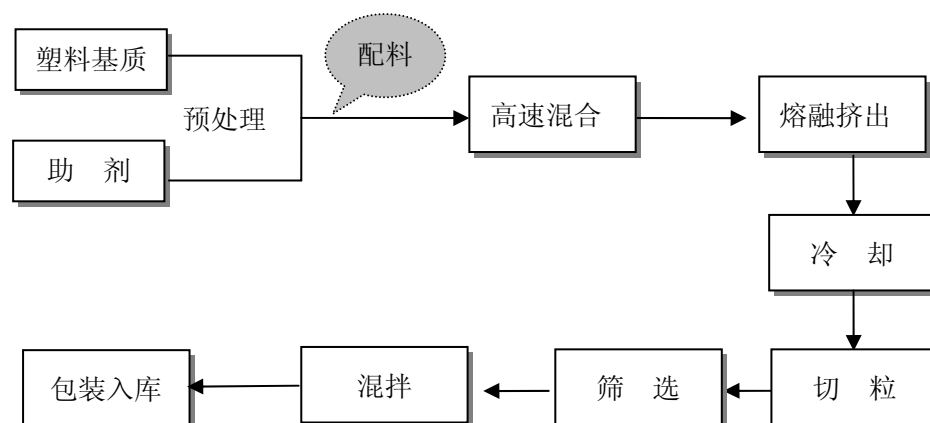 塑料基质
配料
预处理
高速混合
熔融挤出
助 剂
冷 却
包装入库
混拌
筛 选
切 粒